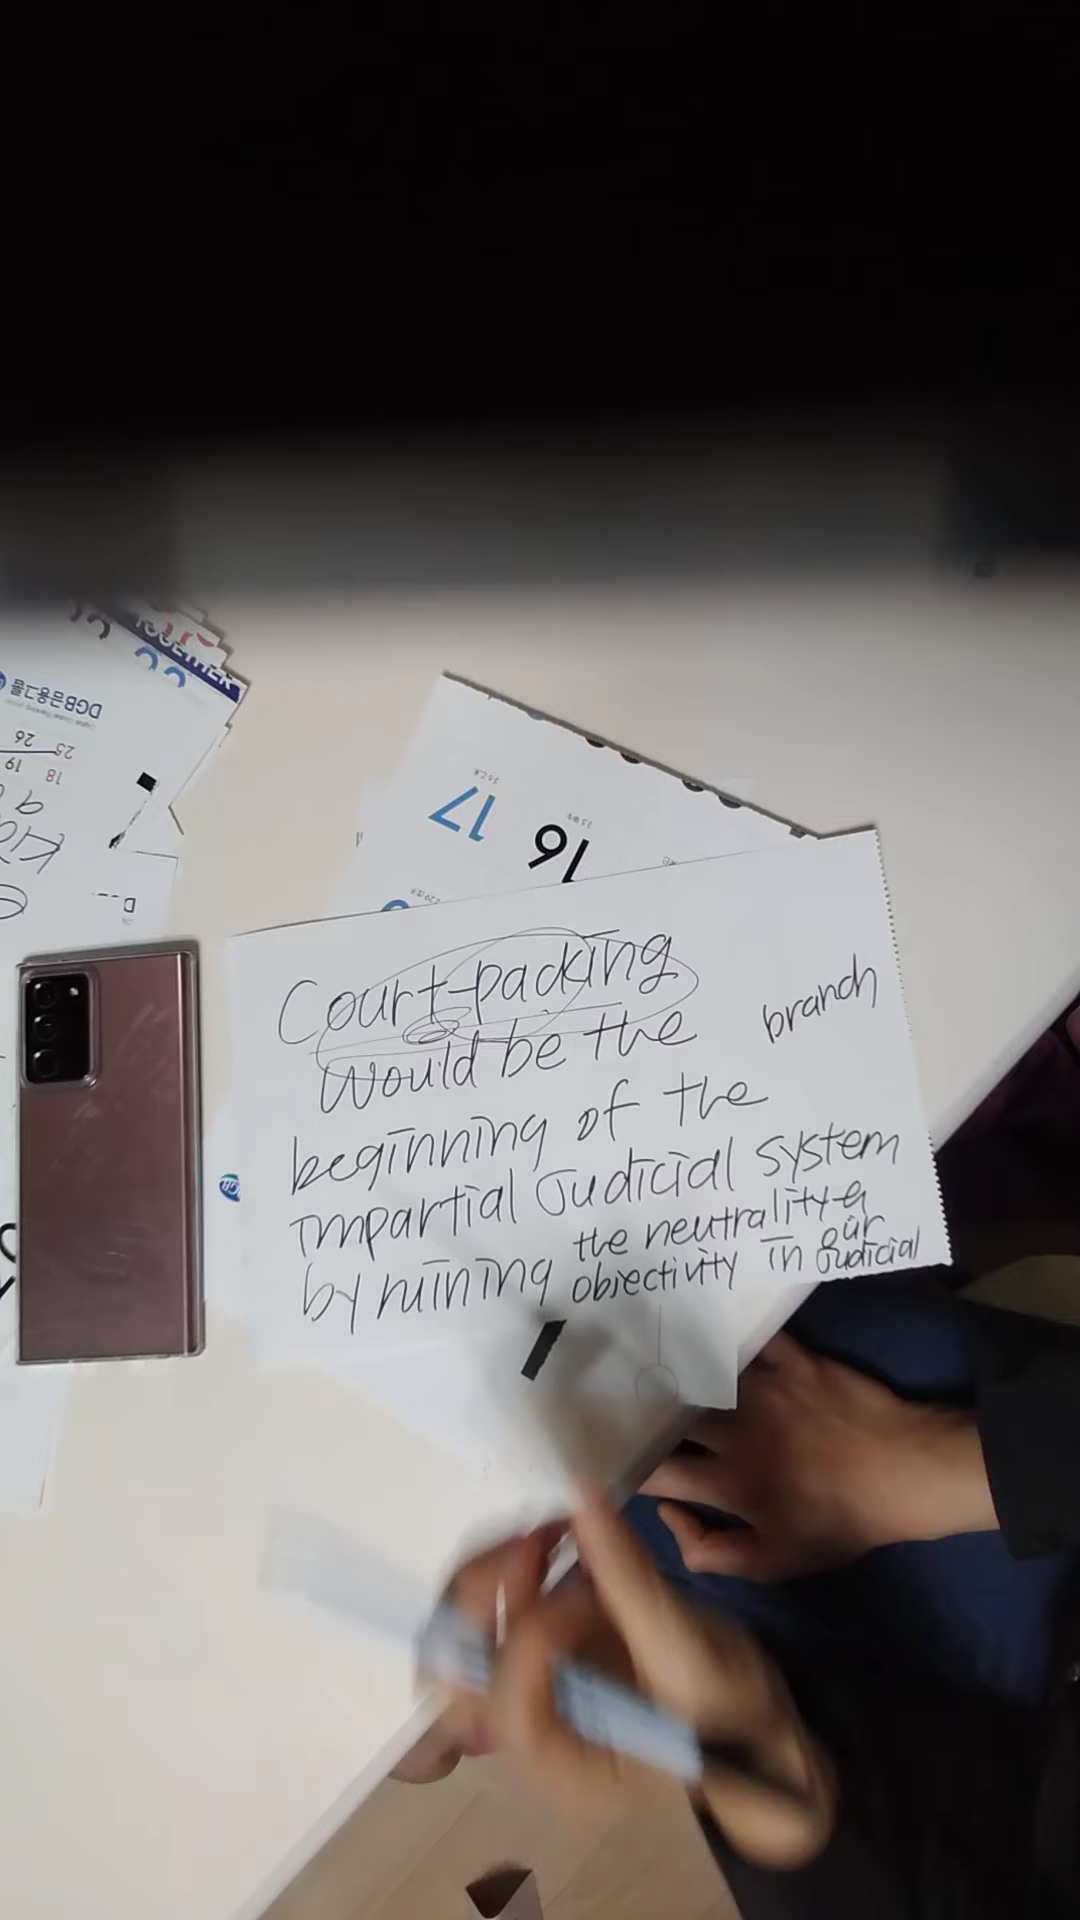 Court-packing
would be the
beginning of the
impartial Judicial system
by ruining the neutrality &
objectivity in our
Judicial
branch
17
16
TOGETHER
DGB금융그룹
26
25
19
18